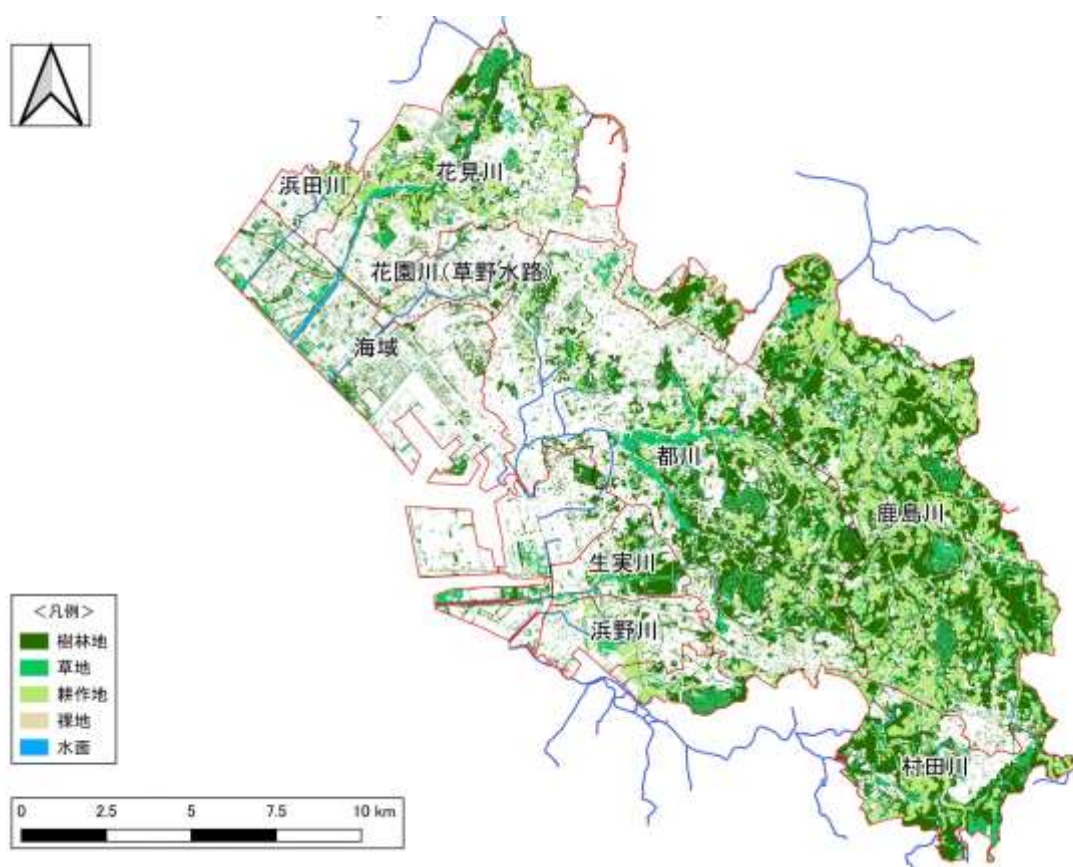 花見川
浜田川
花園川(草野水路)
海域
都川
鹿島川
生実川
浜野川
村田川
<凡例>
樹林地
草地
耕作地
裸地
水面
0 2.5 5 7.5 10 km